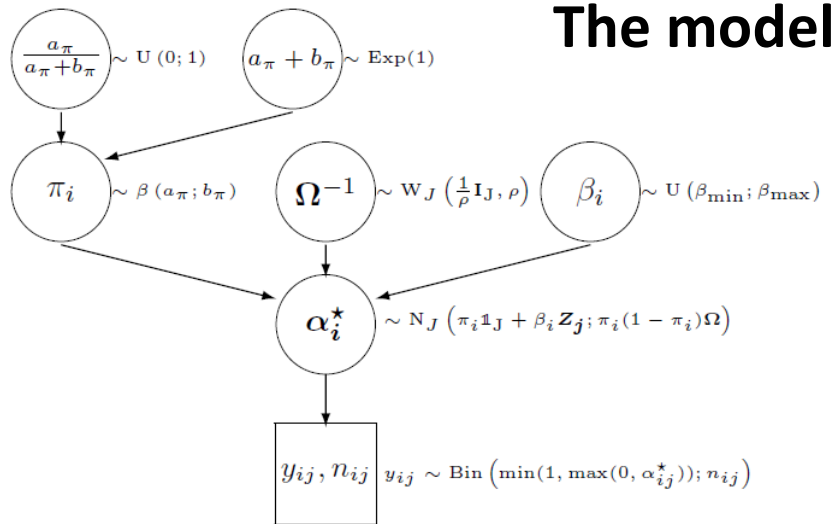 The model
a_π / (a_π+b_π) ∼ U (0; 1)
a_π + b_π ∼ Exp(1)
π_i ∼ β (a_π; b_π)
Ω⁻¹ ∼ W_J (1/ρ I_J, ρ)
β_i ∼ U (β_min; β_max)
α_i^⋆ ∼ N_J (π_i 𝟙_J + β_i Z_j; π_i(1 − π_i)Ω)
y_ij, n_ij y_ij ∼ Bin (min(1, max(0, α_ij^⋆)); n_ij)